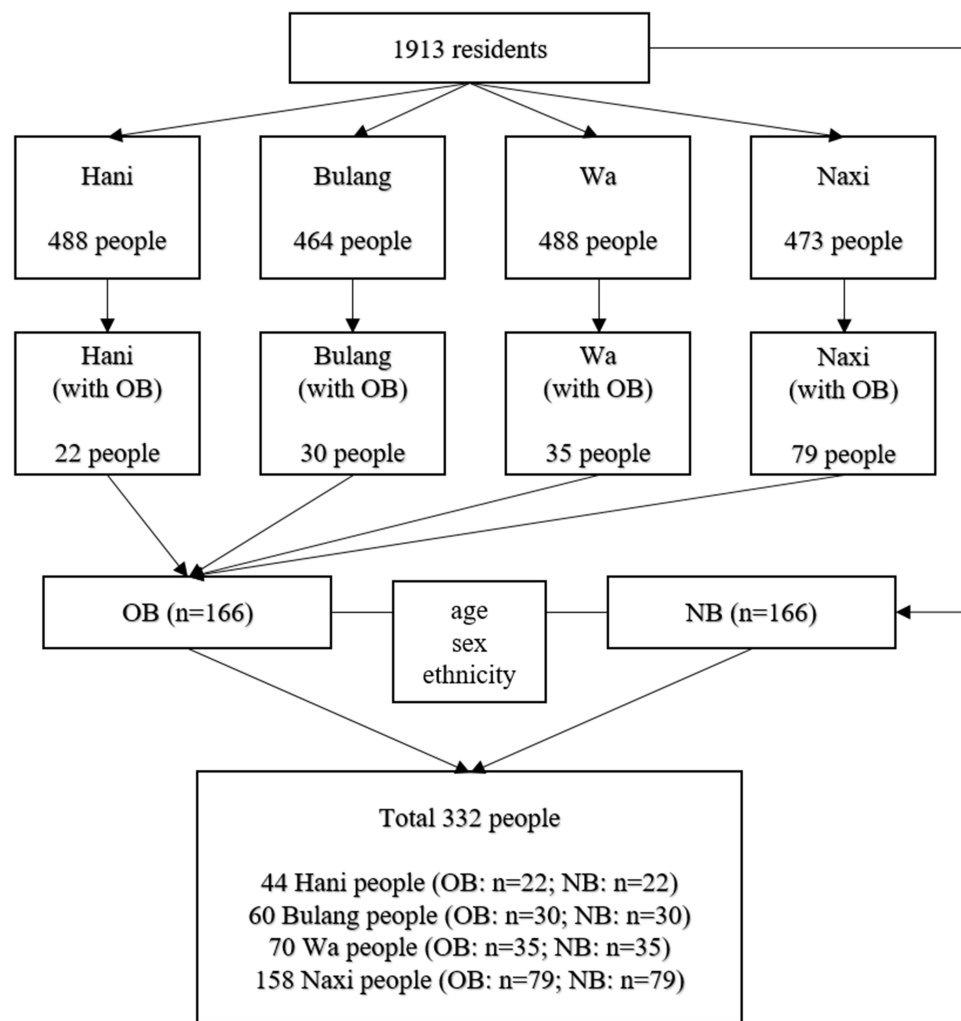 1913 residents
Hani
488 people
Bulang
464 people
Wa
488 people
Naxi
473 people
Hani
(with OB)
22 people
Bulang
(with OB)
30 people
Wa
(with OB)
35 people
Naxi
(with OB)
79 people
OB (n=166)
age
sex
ethnicity
NB (n=166)
Total 332 people
44 Hani people (OB: n=22; NB: n=22)
60 Bulang people (OB: n=30; NB: n=30)
70 Wa people (OB: n=35; NB: n=35)
158 Naxi people (OB: n=79; NB: n=79)